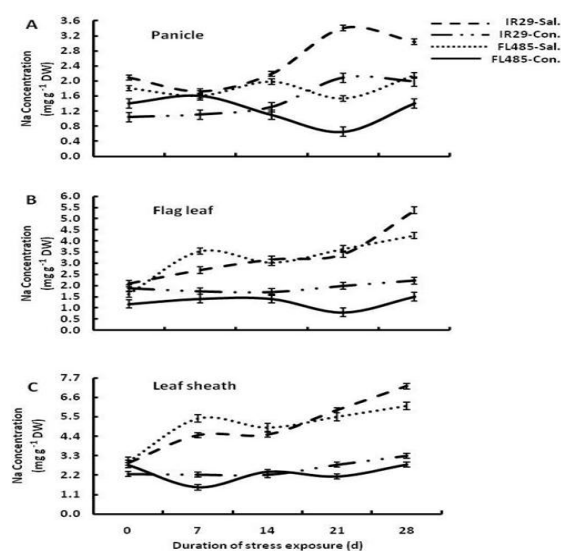 A
Panicle
IR29-Sal.
IR29-Con.
FL485-Sal.
FL485-Con.
Na Concentration
(mg g-1 DW)
3.6
3.2
2.8
2.4
2.0
1.6
1.2
0.8
0.4
0.0
B
Flag leaf
Na Concentration
(mg g-1 DW)
6.0
5.5
5.0
4.5
4.0
3.5
3.0
2.5
2.0
1.5
1.0
0.5
0.0
C
Leaf sheath
Na Concentration
(mg g-1 DW)
7.7
6.6
5.5
4.4
3.3
2.2
1.1
0.0
0 7 14 21 28
Duration of stress exposure (d)